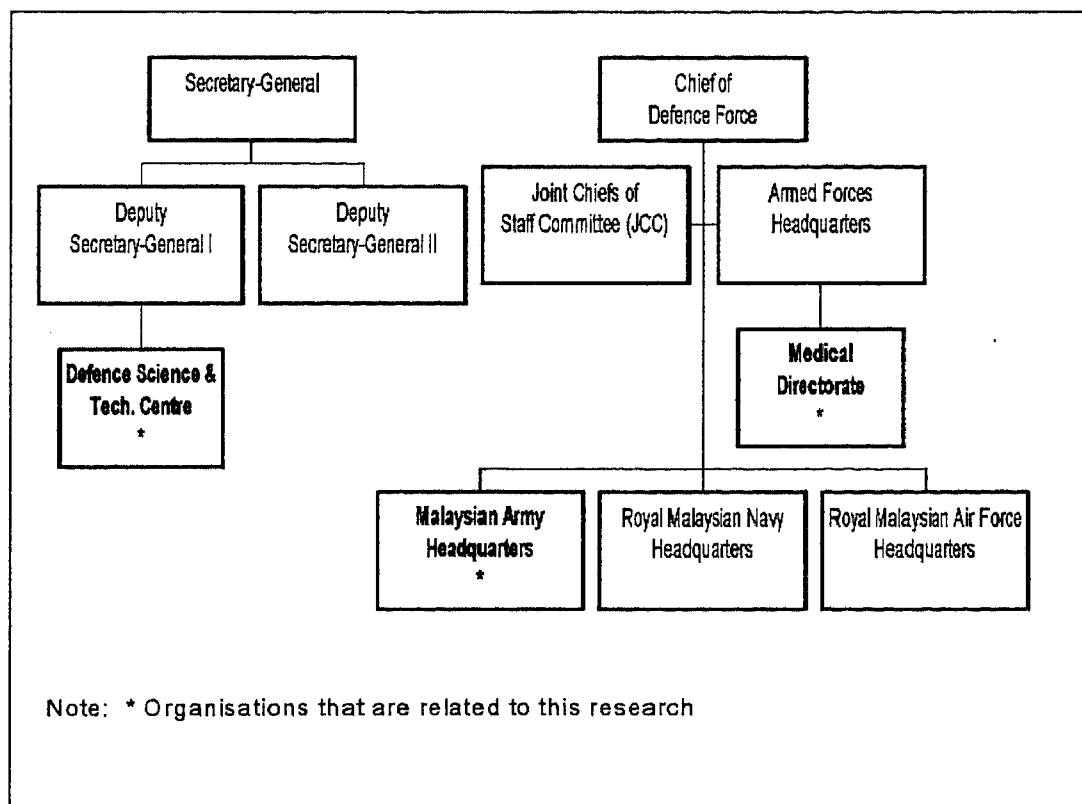 Secretary-General
Chief of
Defence Force
Deputy
Secretary-General I
Deputy
Secretary-General II
Joint Chiefs of
Staff Committee (JCC)
Armed Forces
Headquarters
Defence Science &
Tech. Centre
*
Medical
Directorate
*
Malaysian Army
Headquarters
*
Royal Malaysian Navy
Headquarters
Royal Malaysian Air Force
Headquarters
Note: * Organisations that are related to this research